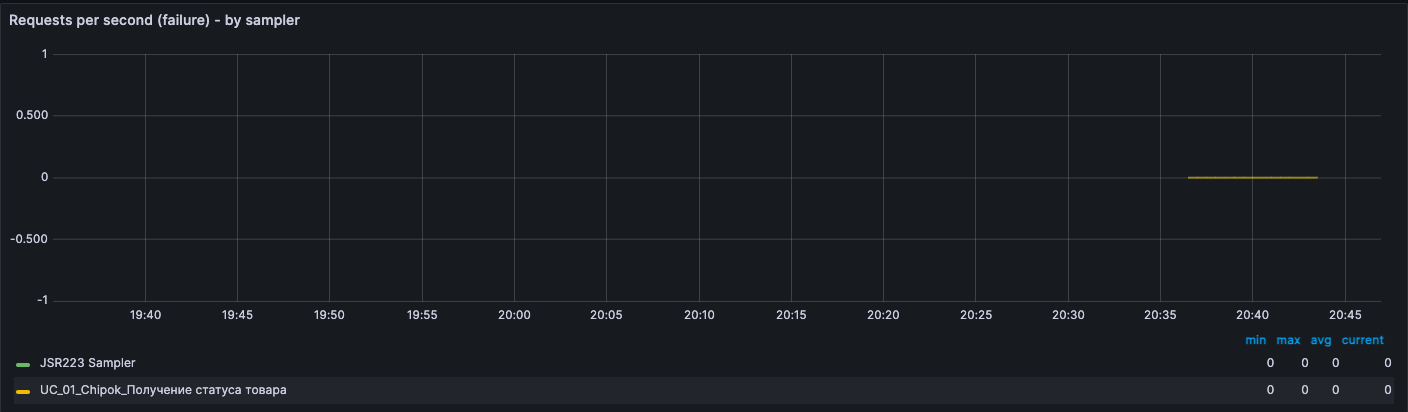 Requests per second (failure) - by sampler
1
0.500
0
-0.500
-1
19:40 19:45 19:50 19:55 20:00 20:05 20:10 20:15 20:20 20:25 20:30 20:35 20:40 20:45
min max avg current
JSR223 Sampler 0 0 0 0
UC_01_Chipok_Получение статуса товара 0 0 0 0